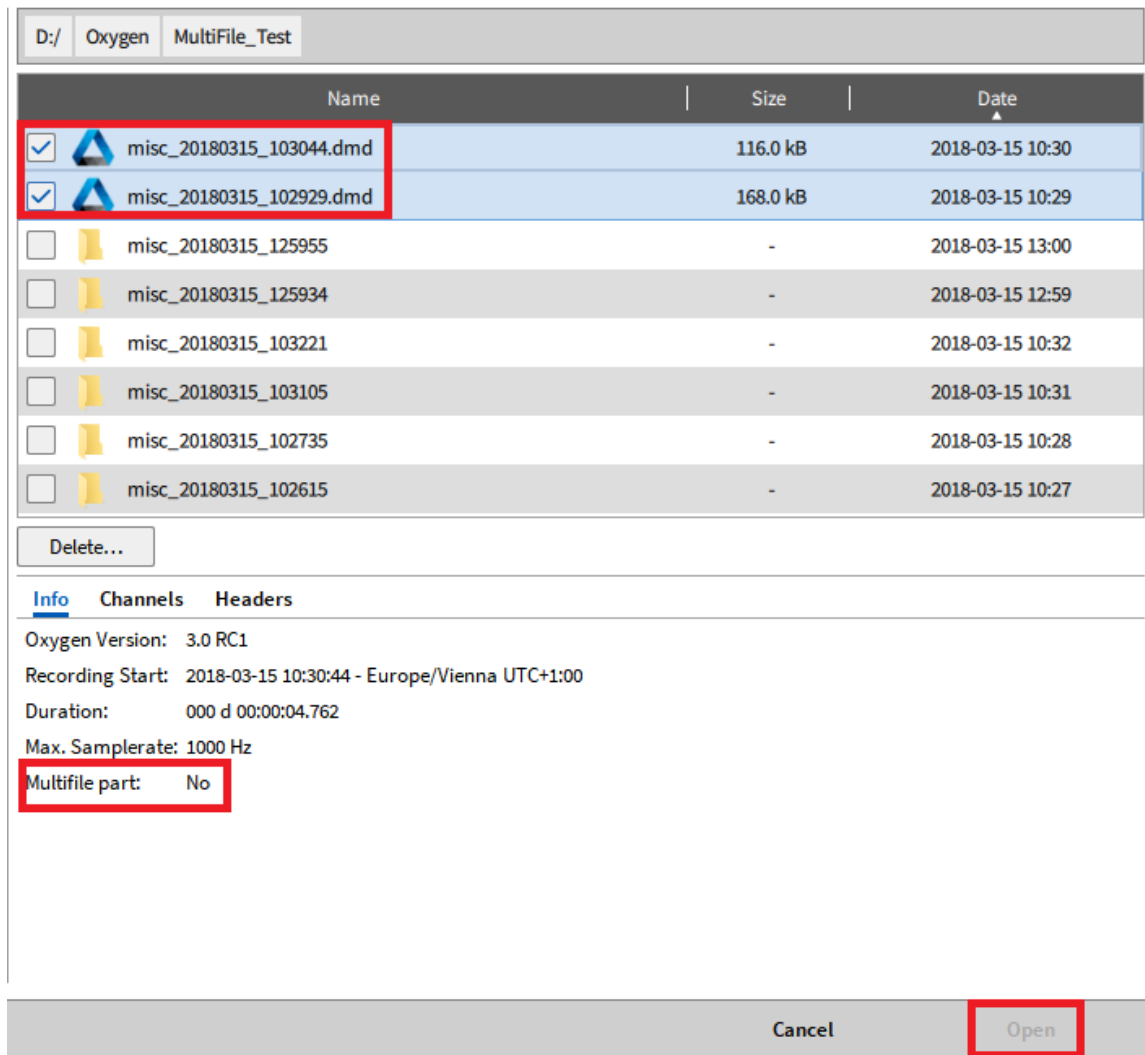 D:/ Oxygen MultiFile_Test
Name Size Date
misc_20180315_103044.dmd 116.0 kB 2018-03-15 10:30
misc_20180315_102929.dmd 168.0 kB 2018-03-15 10:29
misc_20180315_125955 - 2018-03-15 13:00
misc_20180315_125934 - 2018-03-15 12:59
misc_20180315_103221 - 2018-03-15 10:32
misc_20180315_103105 - 2018-03-15 10:31
misc_20180315_102735 - 2018-03-15 10:28
misc_20180315_102615 - 2018-03-15 10:27
Delete...
Info Channels Headers
Oxygen Version: 3.0 RC1
Recording Start: 2018-03-15 10:30:44 - Europe/Vienna UTC+1:00
Duration: 000 d 00:00:04.762
Max. Samplerate: 1000 Hz
Multifile part: No
Cancel Open